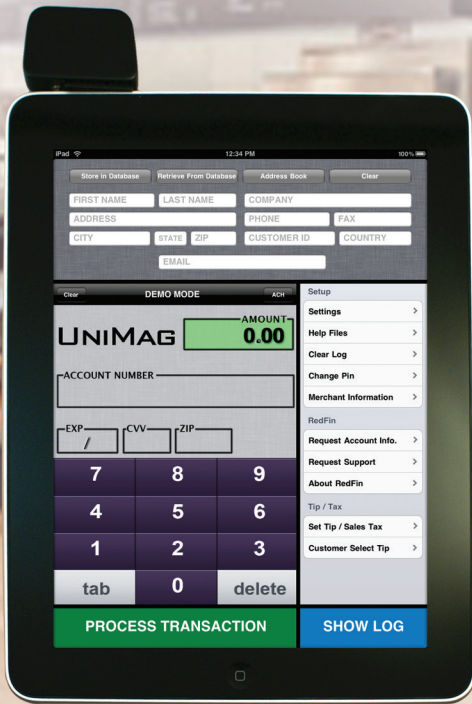 iPad 12:34 PM 100%
Store in Database Retrieve From Database Address Book Clear
FIRST NAME LAST NAME COMPANY
ADDRESS PHONE FAX
CITY STATE ZIP CUSTOMER ID COUNTRY
EMAIL
Clear DEMO MODE ACH
UNIMAG AMOUNT 0.00
ACCOUNT NUMBER
EXP / CVV ZIP
7 8 9
4 5 6
1 2 3
tab 0 delete
PROCESS TRANSACTION
Setup
Settings
Help Files
Clear Log
Change Pin
Merchant Information
RedFin
Request Account Info.
Request Support
About RedFin
Tip / Tax
Set Tip / Sales Tax
Customer Select Tip
SHOW LOG